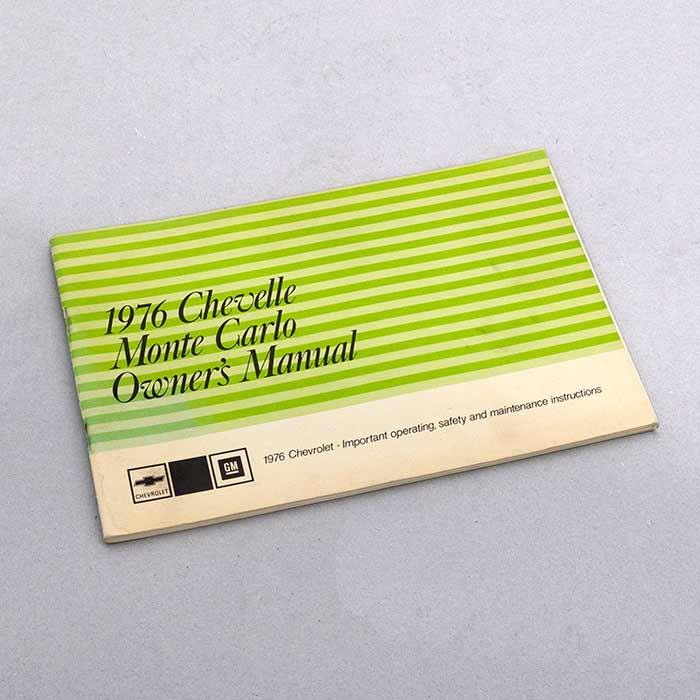 1976 Chevelle
Monte Carlo
Owner's Manual
CHEVROLET
GM
1976 Chevrolet - Important operating, safety and maintenance instructions